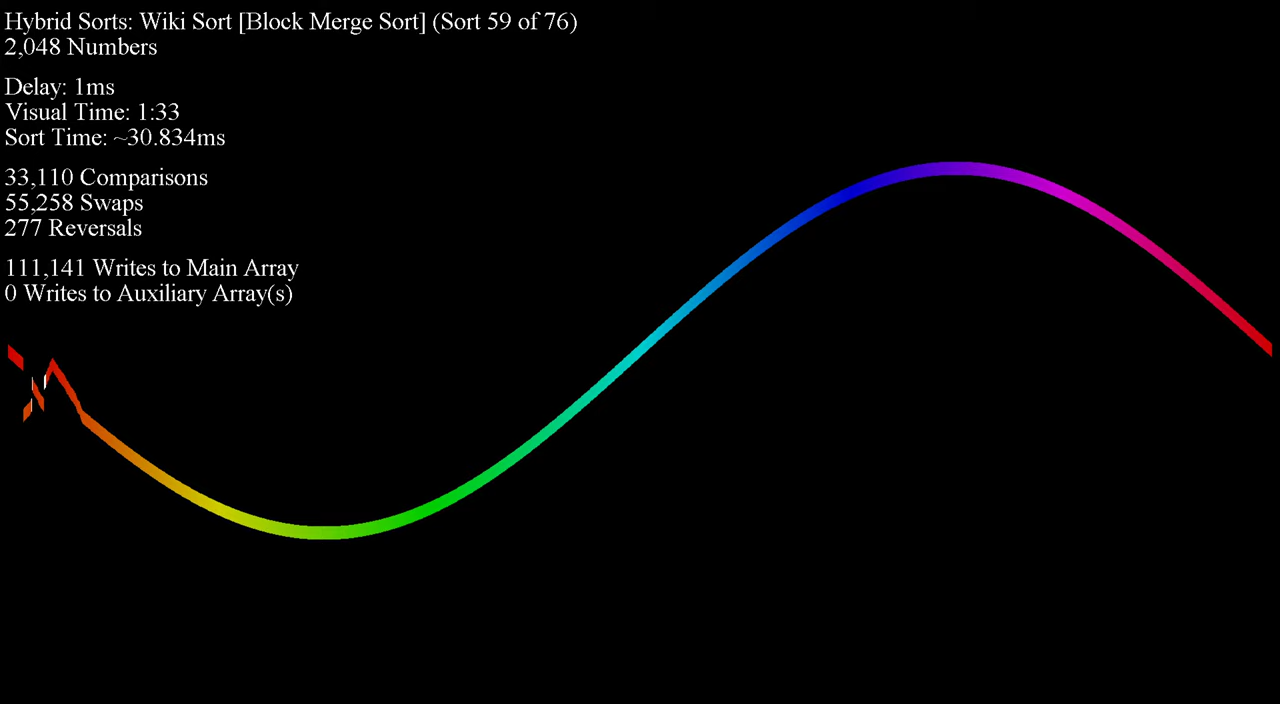 Hybrid Sorts: Wiki Sort [Block Merge Sort] (Sort 59 of 76)
2,048 Numbers
Delay: 1ms
Visual Time: 1:33
Sort Time: ~30.834ms
33,110 Comparisons
55,258 Swaps
277 Reversals
111,141 Writes to Main Array
0 Writes to Auxiliary Array(s)